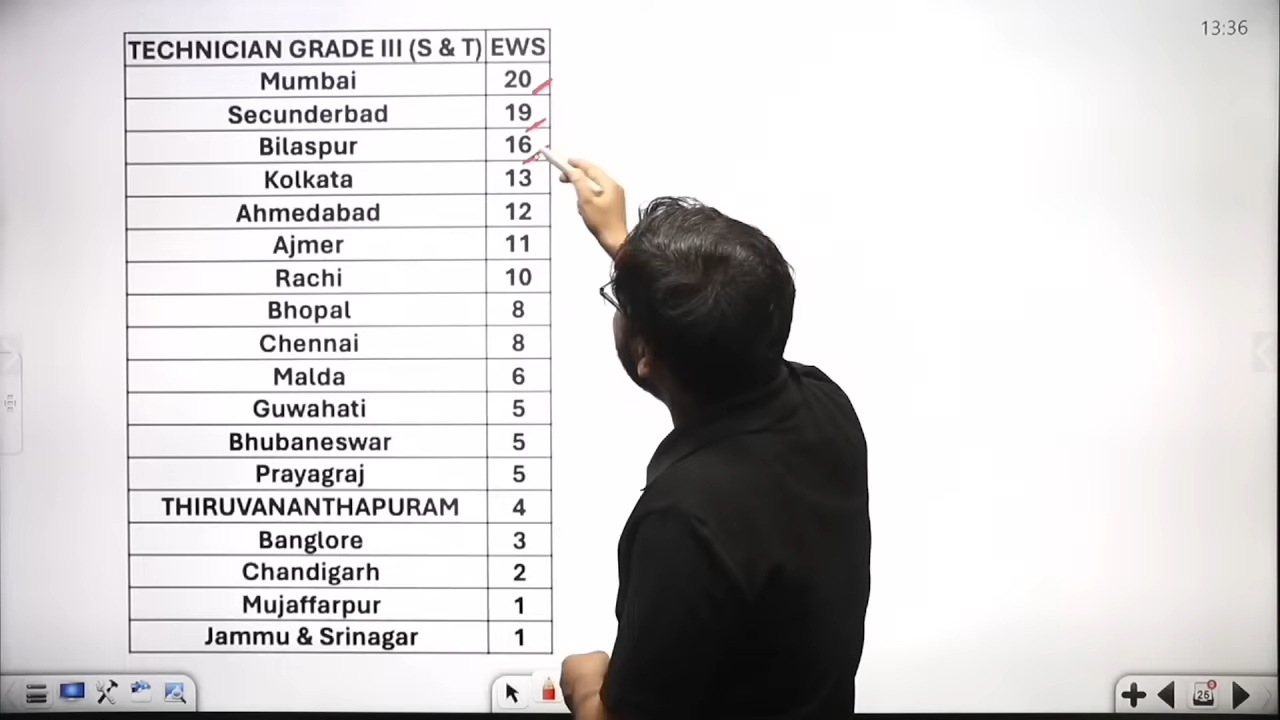 13:36
TECHNICIAN GRADE III (S & T) EWS
Mumbai 20
Secunderbad 19
Bilaspur 16
Kolkata 13
Ahmedabad 12
Ajmer 11
Rachi 10
Bhopal 8
Chennai 8
Malda 6
Guwahati 5
Bhubaneswar 5
Prayagraj 5
THIRUVANANTHAPURAM 4
Banglore 3
Chandigarh 2
Mujaffarpur 1
Jammu & Srinagar 1
25